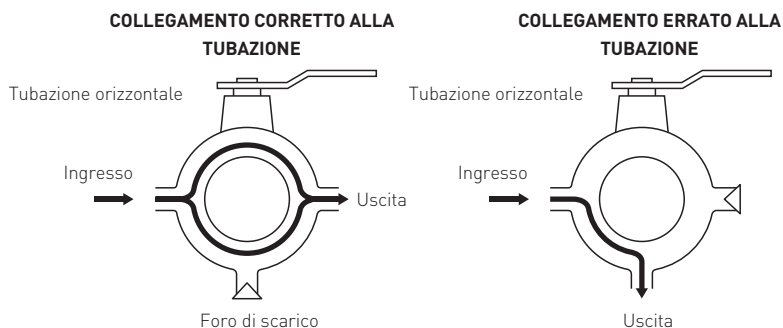 COLLEGAMENTO CORRETTO ALLA
TUBAZIONE
Tubazione orizzontale
Ingresso
Uscita
Foro di scarico
COLLEGAMENTO ERRATO ALLA
TUBAZIONE
Tubazione orizzontale
Ingresso
Uscita